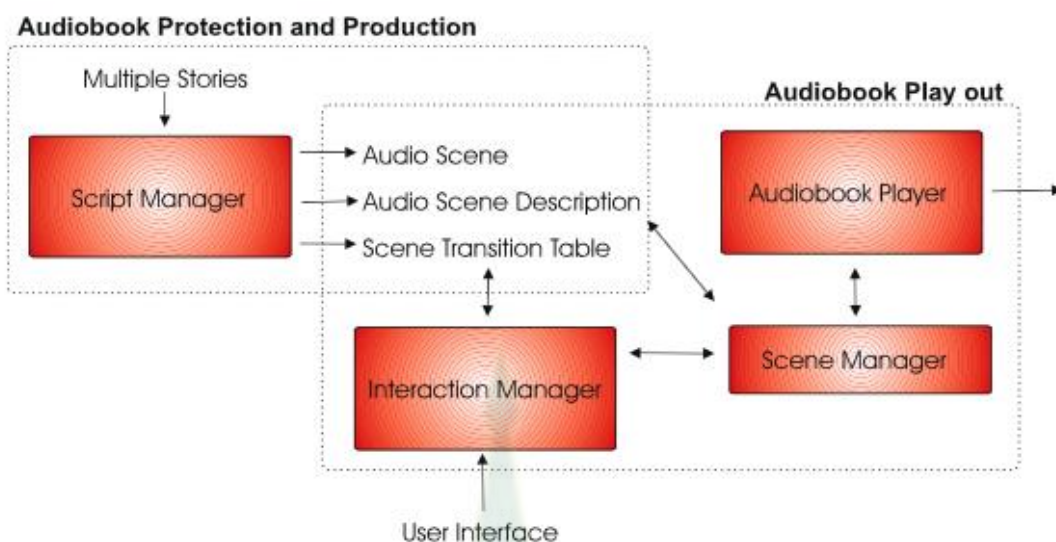 Audiobook Protection and Production
Multiple Stories
Audiobook Play out
Script Manager
Audio Scene
Audio Scene Description
Scene Transition Table
Audiobook Player
Interaction Manager
Scene Manager
User Interface